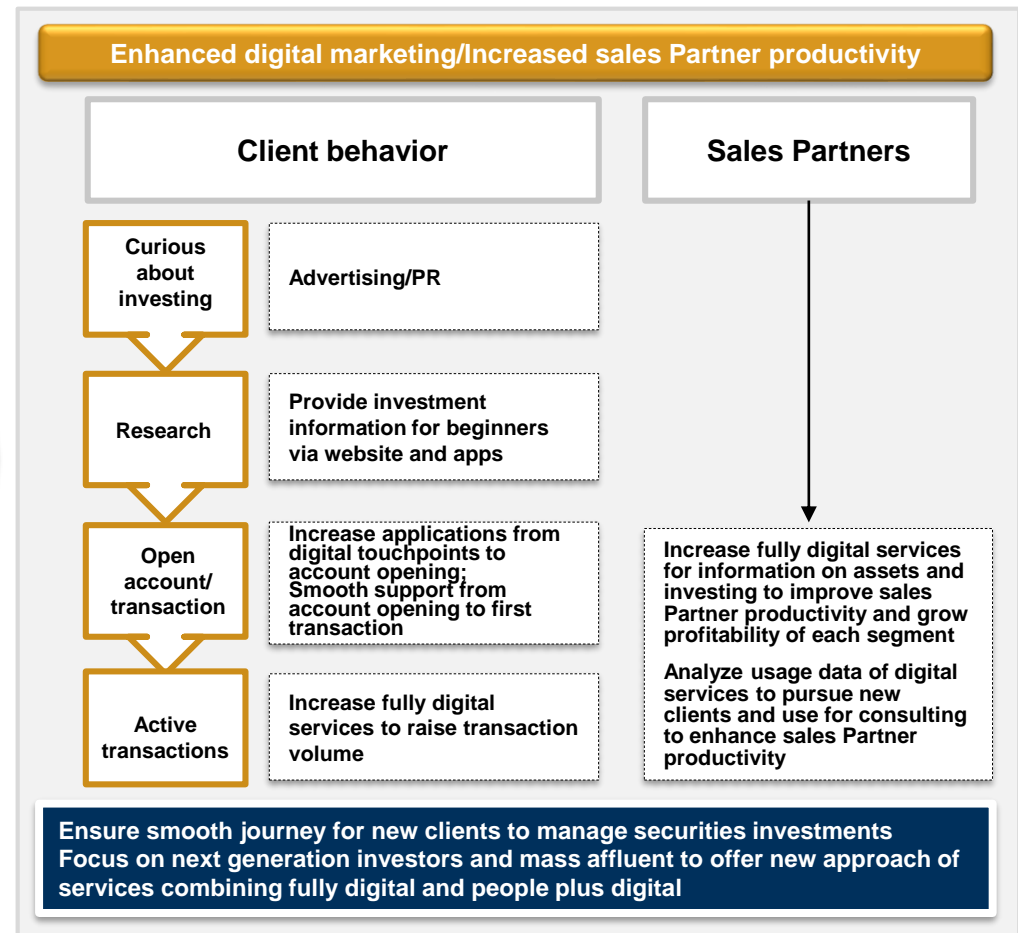 Enhanced digital marketing/Increased sales Partner productivity
Client behavior
Sales Partners
Curious
about
investing
Advertising/PR
Research
Provide investment
information for beginners
via website and apps
Open
account/
transaction
Increase applications from
digital touchpoints to
account opening;
Smooth support from
account opening to first
transaction
Active
transactions
Increase fully digital
services to raise transaction
volume
Increase fully digital services
for information on assets and
investing to improve sales
Partner productivity and grow
profitability of each segment
Analyze usage data of digital
services to pursue new
clients and use for consulting
to enhance sales Partner
productivity
Ensure smooth journey for new clients to manage securities investments
Focus on next generation investors and mass affluent to offer new approach of
services combining fully digital and people plus digital